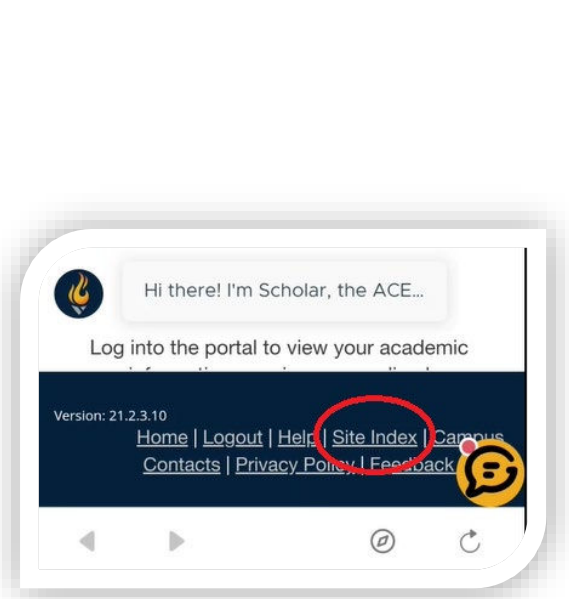 Hi there! I'm Scholar, the ACE...
Log into the portal to view your academic
Version: 21.2.3.10
Home | Logout | Help | Site Index | Campus
Contacts | Privacy Policy | Feedback